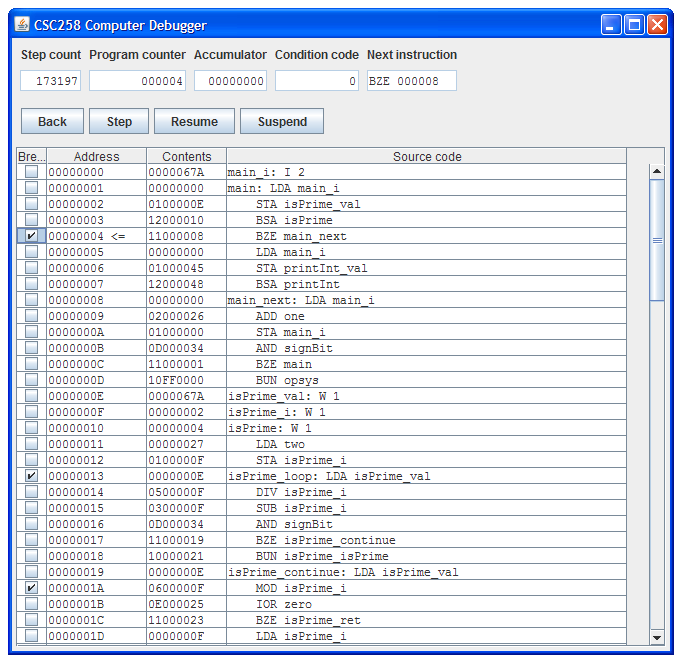 CSC258 Computer Debugger
Step count Program counter Accumulator Condition code Next instruction
173197 000004 00000000 0 BZE 000008
Back Step Resume Suspend
Bre... Address Contents Source code
00000000 0000067A main_i: I 2
00000001 00000000 main: LDA main_i
00000002 0100000E STA isPrime_val
00000003 12000010 BSA isPrime
00000004 <= 11000008 BZE main_next
00000005 00000000 LDA main_i
00000006 01000045 STA printInt_val
00000007 12000048 BSA printInt
00000008 00000000 main_next: LDA main_i
00000009 02000026 ADD one
0000000A 01000000 STA main_i
0000000B 0D000034 AND signBit
0000000C 11000001 BZE main
0000000D 10FF0000 BUN opsys
0000000E 0000067A isPrime_val: W 1
0000000F 00000002 isPrime_i: W 1
00000010 00000004 isPrime: W 1
00000011 00000027 LDA two
00000012 0100000F STA isPrime_i
00000013 0000000E isPrime_loop: LDA isPrime_val
00000014 0500000F DIV isPrime_i
00000015 0300000F SUB isPrime_i
00000016 0D000034 AND signBit
00000017 11000019 BZE isPrime_continue
00000018 10000021 BUN isPrime_isPrime
00000019 0000000E isPrime_continue: LDA isPrime_val
0000001A 0600000F MOD isPrime_i
0000001B 0E000025 IOR zero
0000001C 11000023 BZE isPrime_ret
0000001D 0000000F LDA isPrime_i